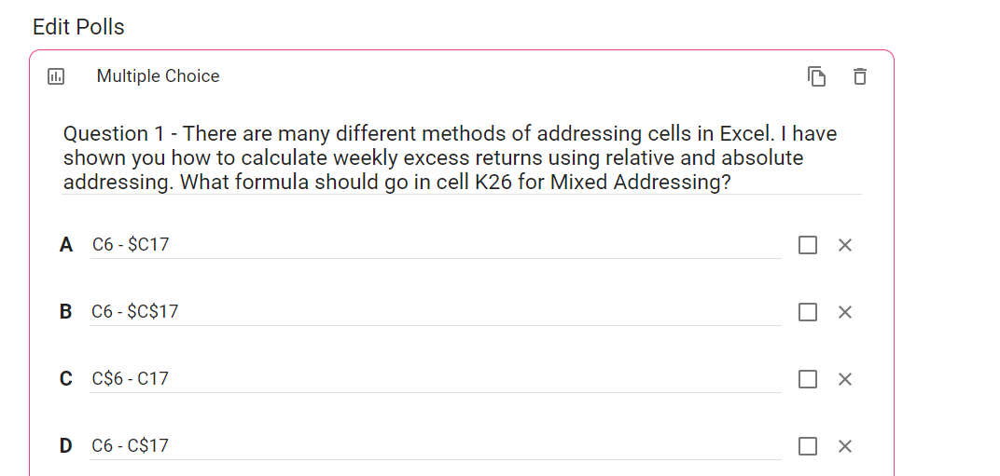 Edit Polls
Multiple Choice
Question 1 - There are many different methods of addressing cells in Excel. I have
shown you how to calculate weekly excess returns using relative and absolute
addressing. What formula should go in cell K26 for Mixed Addressing?
A C6 - $C17
B C6 - $C$17
C C$6 - C17
D C6 - C$17